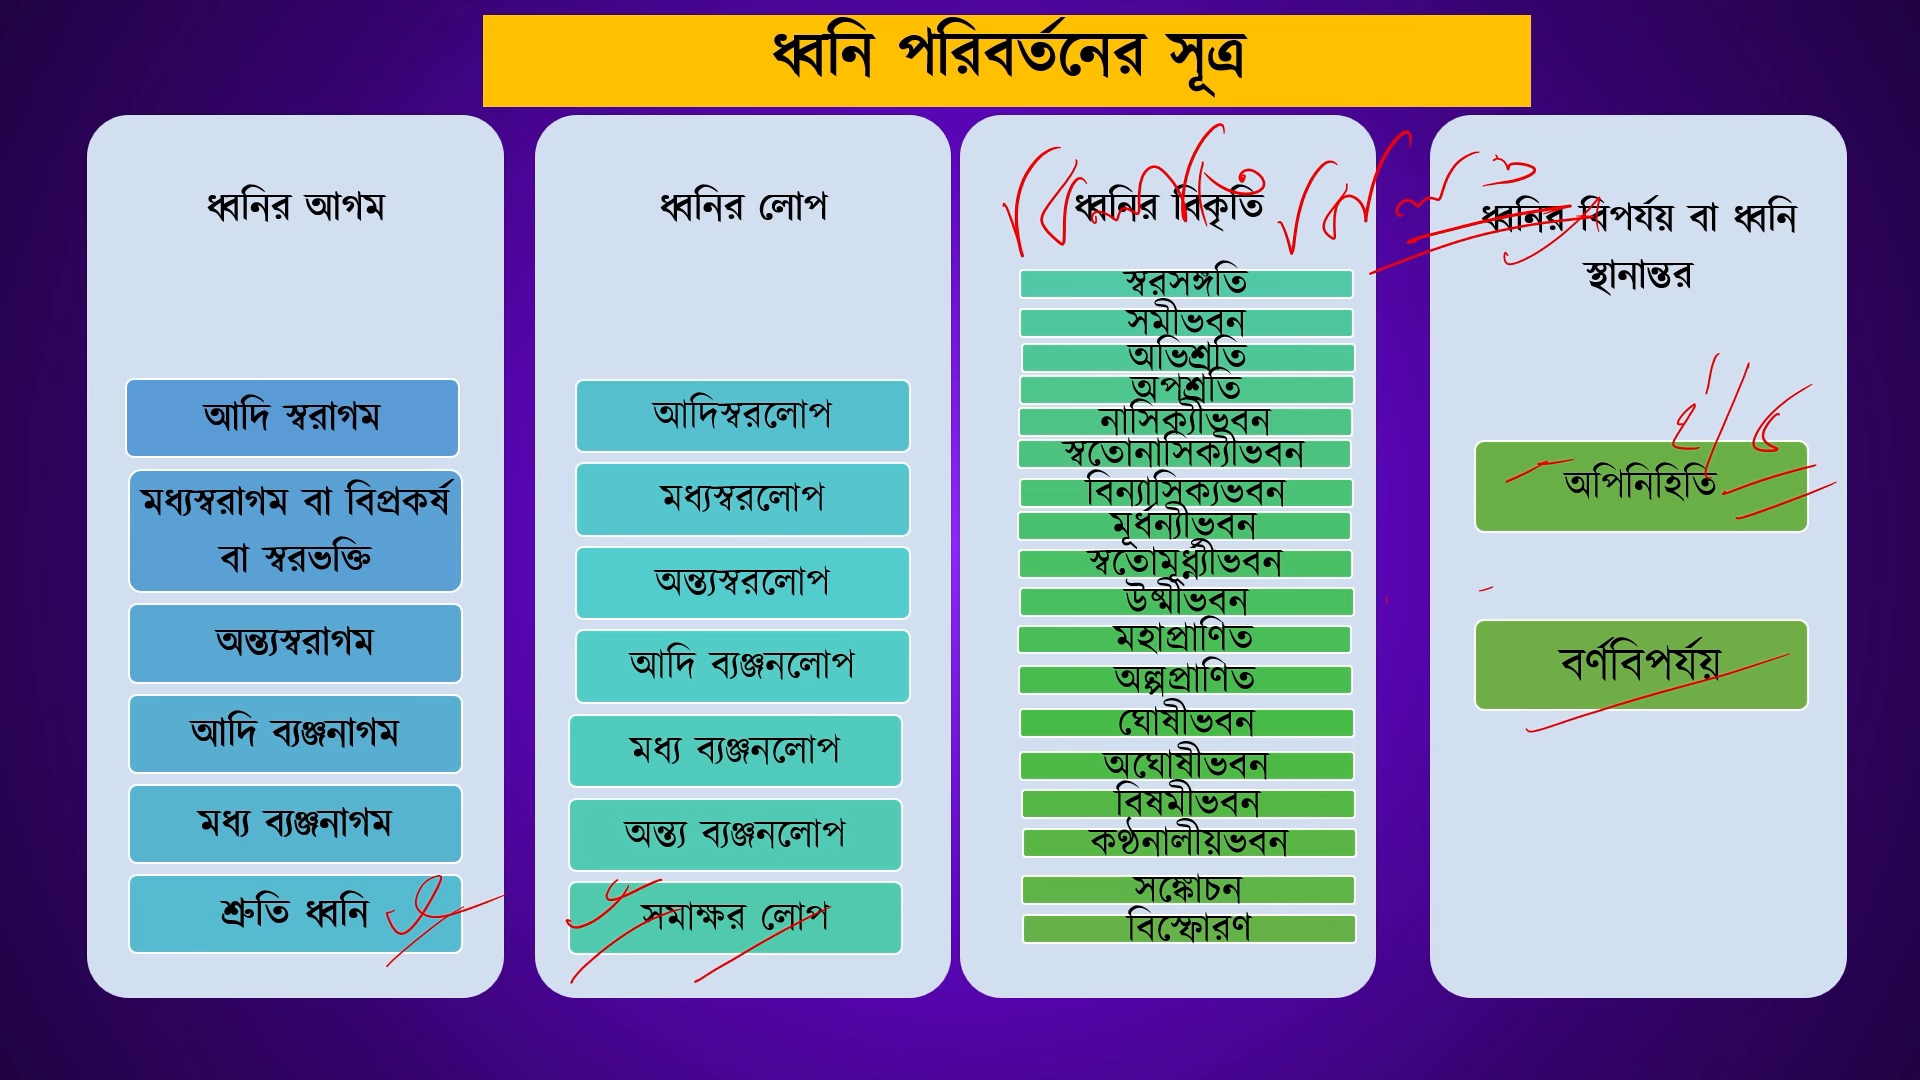 ধ্বনি পরিবর্তনের সূত্র
ধ্বনির আগম
আদি স্বরাগম
মধ্যস্বরাগম বা বিপ্রকর্ষ
বা স্বরভক্তি
অন্ত্যস্বরাগম
আদি ব্যঞ্জনাগম
মধ্য ব্যঞ্জনাগম
শ্রুতি ধ্বনি
ধ্বনির লোপ
আদিস্বরলোপ
মধ্যস্বরলোপ
অন্ত্যস্বরলোপ
আদি ব্যঞ্জনলোপ
মধ্য ব্যঞ্জনলোপ
অন্ত্য ব্যঞ্জনলোপ
সমাক্ষর লোপ
ধ্বনির বিকৃতি
স্বরসঙ্গতি
সমীভবন
অভিশ্রুতি
অপশ্রুতি
নাসিক্যীভবন
স্বতোনাসিক্যীভবন
বিন্যাসিক্যভবন
মূর্ধন্যীভবন
উষ্মীভবন
মহাপ্রাণিত
অল্পপ্রাণিত
ঘোষীভবন
অঘোষীভবন
বিষমীভবন
কণ্ঠনালীয়ভবন
সঙ্কোচন
বিস্ফোরণ
ধ্বনির বিপর্যয় বা ধ্বনি
স্থানান্তর
অপিনিহিতি
বর্ণবিপর্যয়